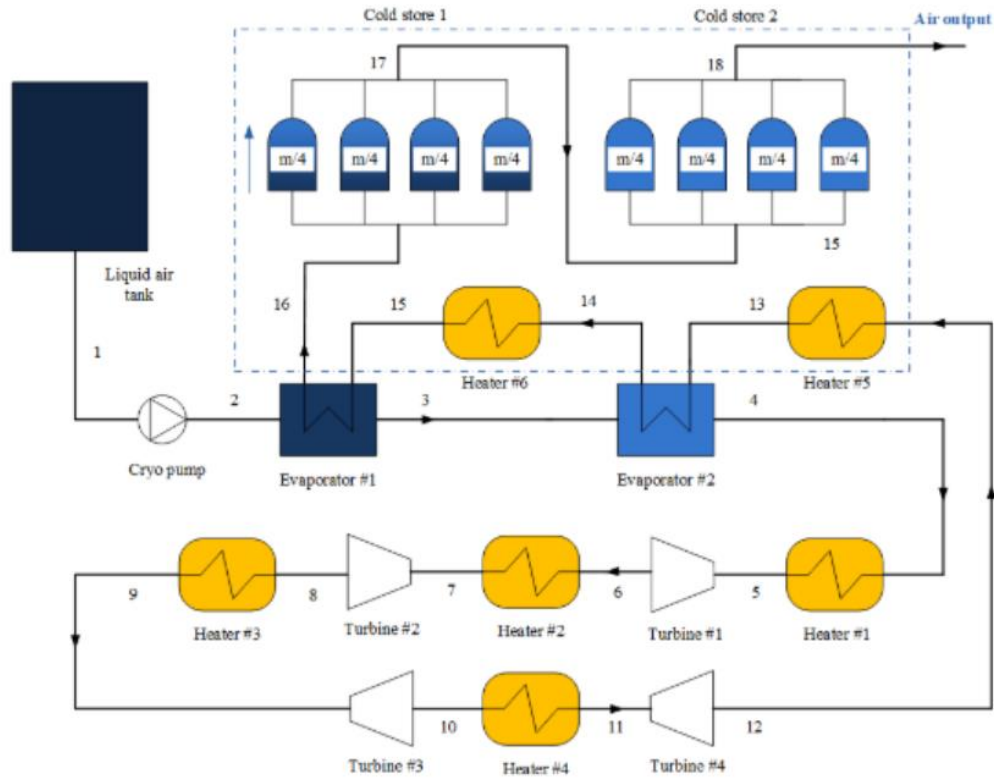 Cold store 1
Cold store 2
Air output
17
18
m/4
m/4
m/4
m/4
m/4
m/4
m/4
m/4
15
Liquid air
tank
16
15
14
13
Heater #6
Heater #5
1
2
3
4
Cryo pump
Evaporator #1
Evaporator #2
9
8
7
6
5
Heater #3
Turbine #2
Heater #2
Turbine #1
Heater #1
10
11
12
Turbine #3
Heater #4
Turbine #4